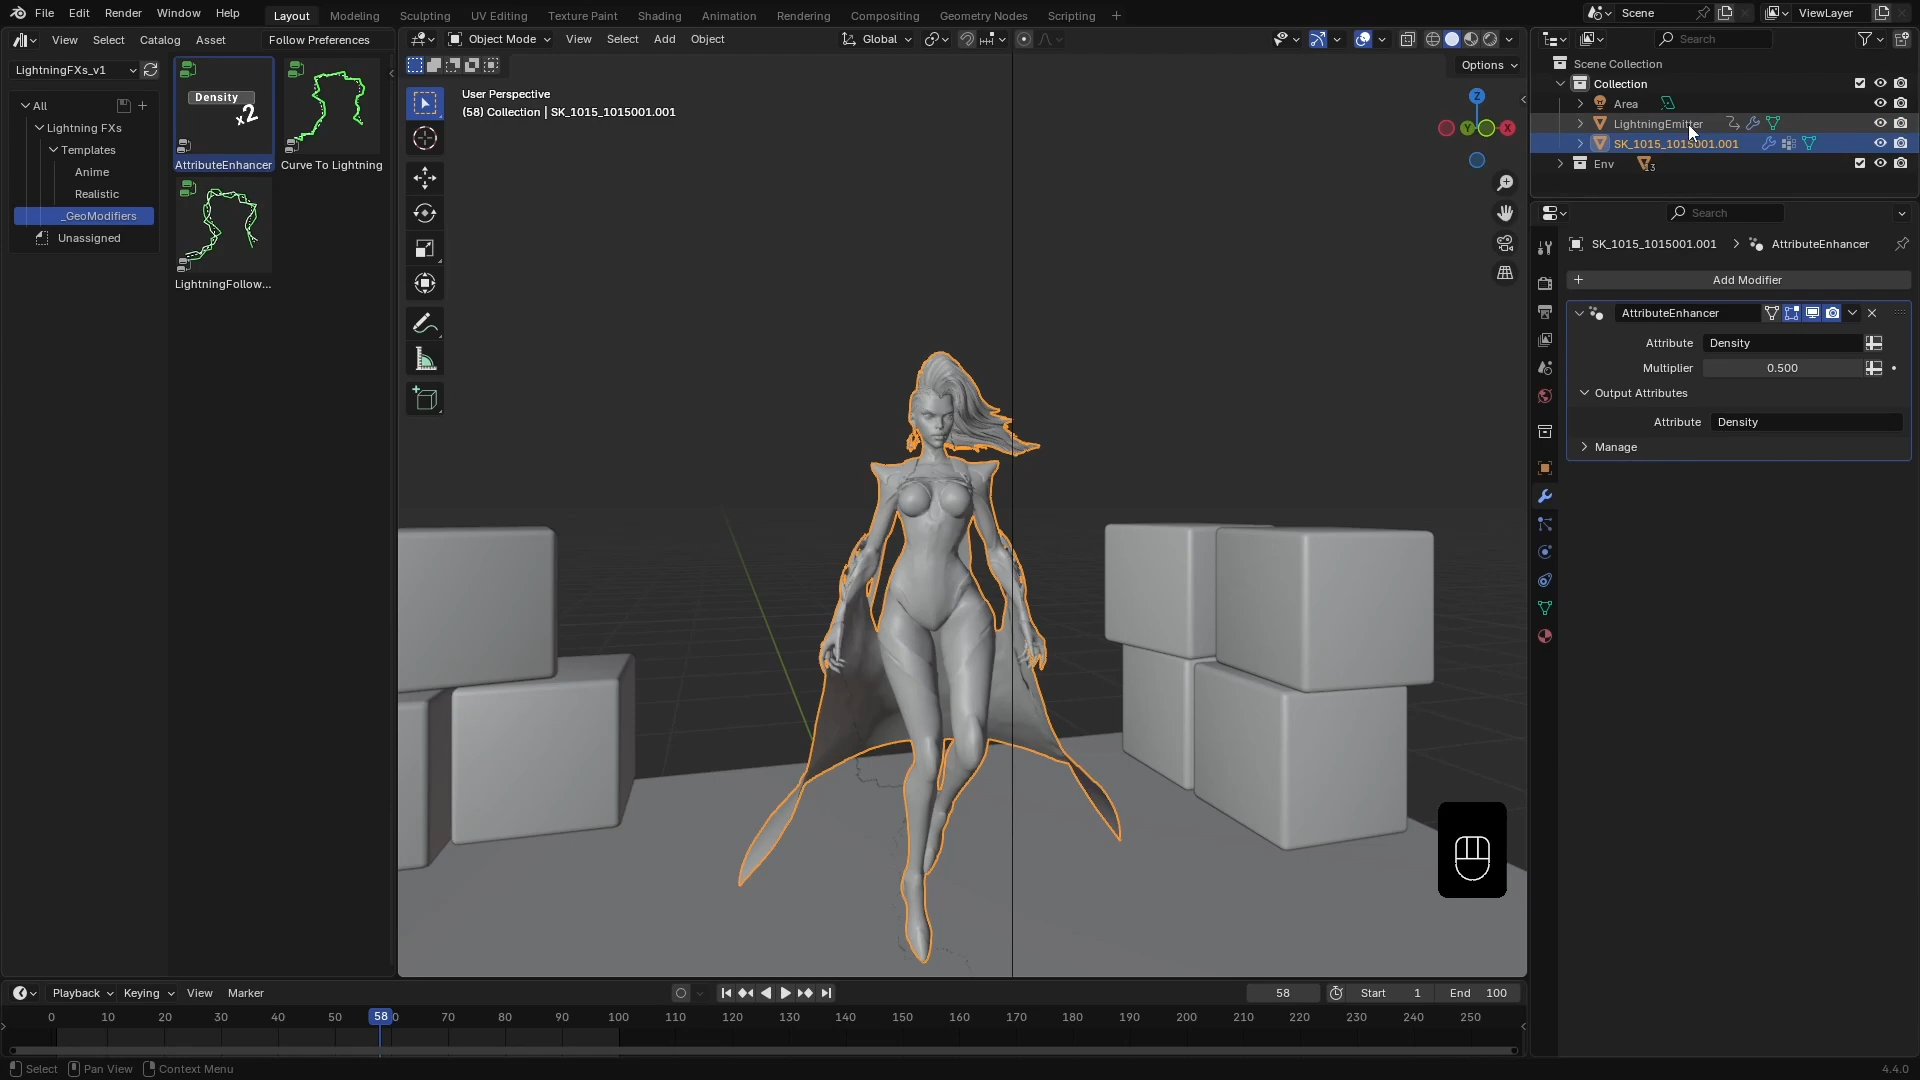 File Edit Render Window Help Layout Modeling Sculpting UV Editing Texture Paint Shading Animation Rendering Compositing Geometry Nodes Scripting + Scene ViewLayer
View Select Catalog Asset Follow Preferences Object Mode View Select Add Object Global Search
LightningFXs_v1
Options
All
Lightning FXs
Templates
Anime
Realistic
_GeoModifiers
Unassigned
Density
x2
AttributeEnhancer
Curve To Lightning
LightningFollow...
User Perspective
(58) Collection | SK_1015_1015001.001
Z
Y
X
Scene Collection
Collection
Area
LightningEmitter
SK_1015_1015001.001
Env 13
Search
SK_1015_1015001.001 > AttributeEnhancer
+ Add Modifier
AttributeEnhancer
Attribute Density
Multiplier 0.500
Output Attributes
Attribute Density
Manage
Playback Keying View Marker 58 Start 1 End 100
0 10 20 30 40 50 58 60 70 80 90 100 110 120 130 140 150 160 170 180 190 200 210 220 230 240 250
Select Pan View Context Menu 4.4.0